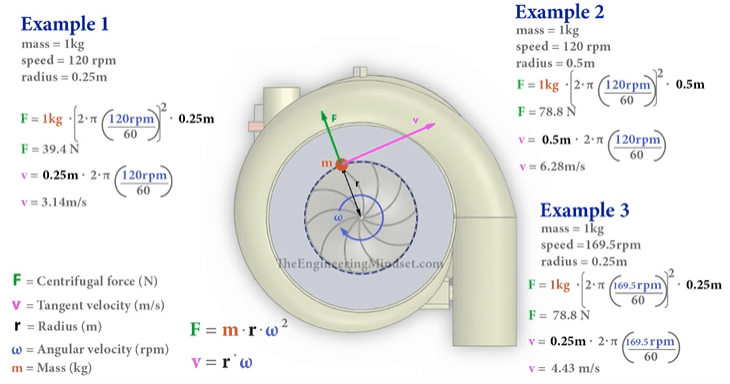 Example 1
mass = 1kg
speed = 120 rpm
radius = 0.25m
F = 1kg · (2·π (120rpm/60))² · 0.25m
F = 39.4 N
v = 0.25m · 2·π (120rpm/60)
v = 3.14m/s
F = Centrifugal force (N)
v = Tangent velocity (m/s)
r = Radius (m)
ω = Angular velocity (rpm)
m = Mass (kg)
F = m·r·ω²
v = r·ω
F
v
m
r
ω
TheEngineeringMindset.com
Example 2
mass = 1kg
speed = 120 rpm
radius = 0.5m
F = 1kg · (2·π (120rpm/60))² · 0.5m
F = 78.8 N
v = 0.5m · 2·π (120rpm/60)
v = 6.28m/s
Example 3
mass = 1kg
speed =169.5rpm
radius = 0.25m
F = 1kg · (2·π (169.5rpm/60))² · 0.25m
F = 78.8 N
v = 0.25m · 2·π (169.5rpm/60)
v = 4.43 m/s